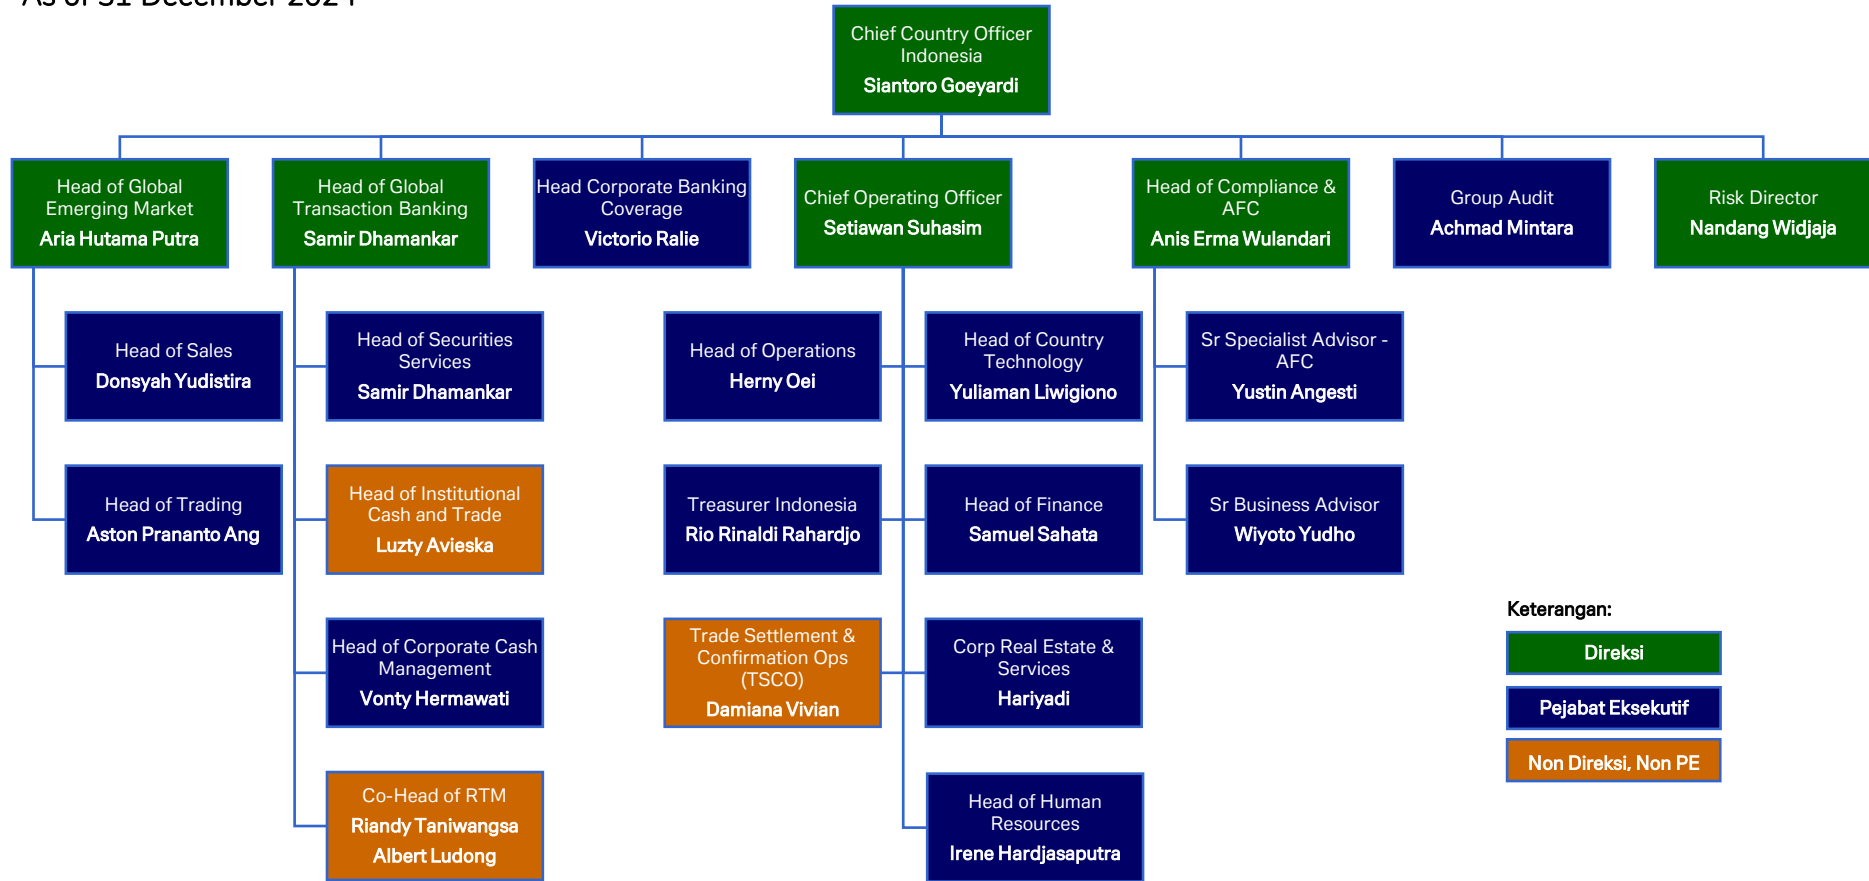 As of 31 December 2024
Chief Country Officer
Indonesia
Siantoro Goeyardi
Head of Global
Emerging Market
Aria Hutama Putra
Head of Global
Transaction Banking
Samir Dhamankar
Head Corporate Banking
Coverage
Victorio Ralie
Chief Operating Officer
Setiawan Suhasim
Head of Compliance &
AFC
Anis Erma Wulandari
Group Audit
Achmad Mintara
Risk Director
Nandang Widjaja
Head of Sales
Donsyah Yudistira
Head of Securities
Services
Samir Dhamankar
Head of Operations
Herny Oei
Head of Country
Technology
Yuliaman Liwigiono
Sr Specialist Advisor -
AFC
Yustin Angesti
Head of Trading
Aston Prananto Ang
Head of Institutional
Cash and Trade
Luzty Avieska
Treasurer Indonesia
Rio Rinaldi Rahardjo
Head of Finance
Samuel Sahata
Sr Business Advisor
Wiyoto Yudho
Head of Corporate Cash
Management
Vonty Hermawati
Trade Settlement &
Confirmation Ops
(TSCO)
Damiana Vivian
Corp Real Estate &
Services
Hariyadi
Co-Head of RTM
Riandy Taniwangsa
Albert Ludong
Head of Human
Resources
Irene Hardjasaputra
Keterangan:
Direksi
Pejabat Eksekutif
Non Direksi, Non PE